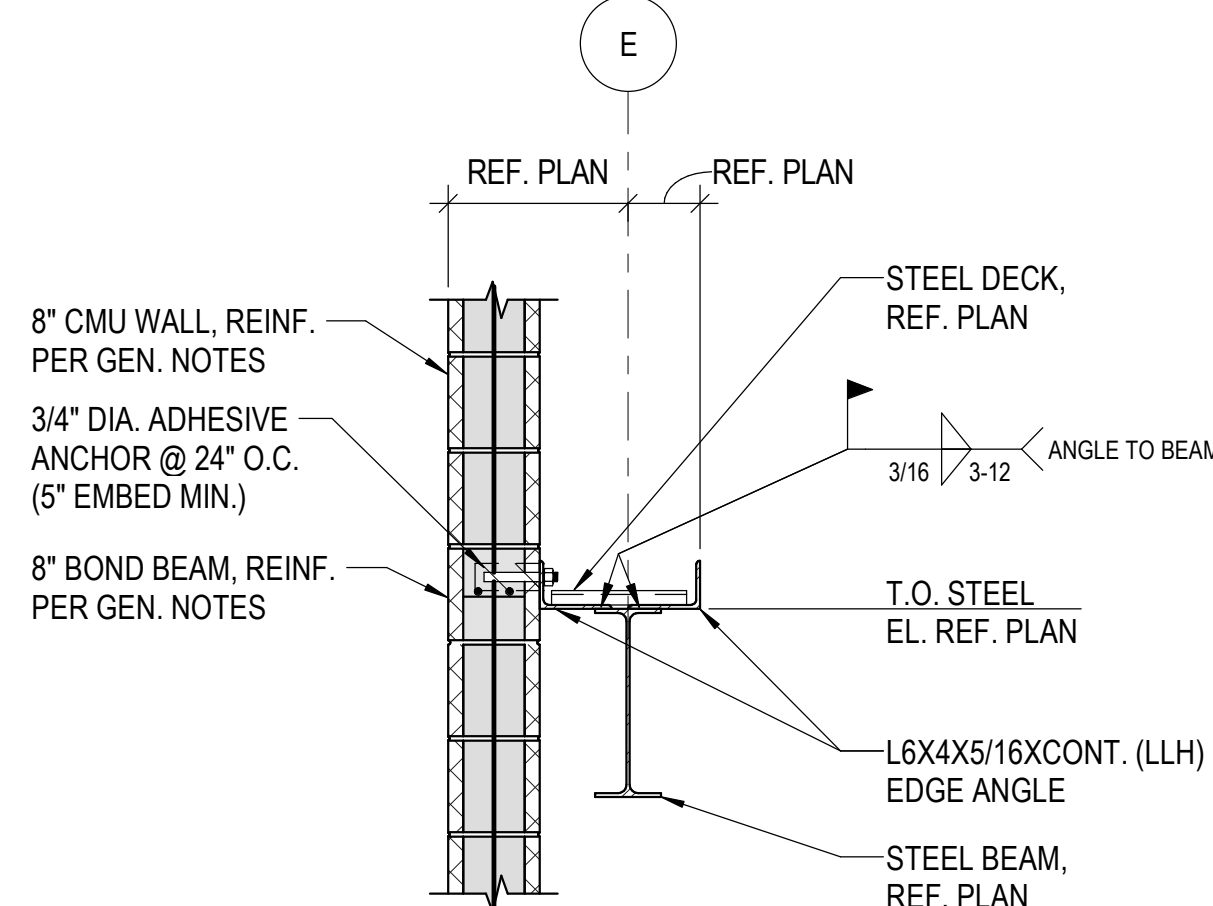 E
REF. PLAN
REF. PLAN
STEEL DECK,
REF. PLAN
8" CMU WALL, REINF.
PER GEN. NOTES
3/4" DIA. ADHESIVE
ANCHOR @ 24" O.C.
(5" EMBED MIN.)
3/16
3-12
ANGLE TO BEAM
8" BOND BEAM, REINF.
PER GEN. NOTES
T.O. STEEL
EL. REF. PLAN
L6X4X5/16XCONT. (LLH)
EDGE ANGLE
STEEL BEAM,
REF. PLAN